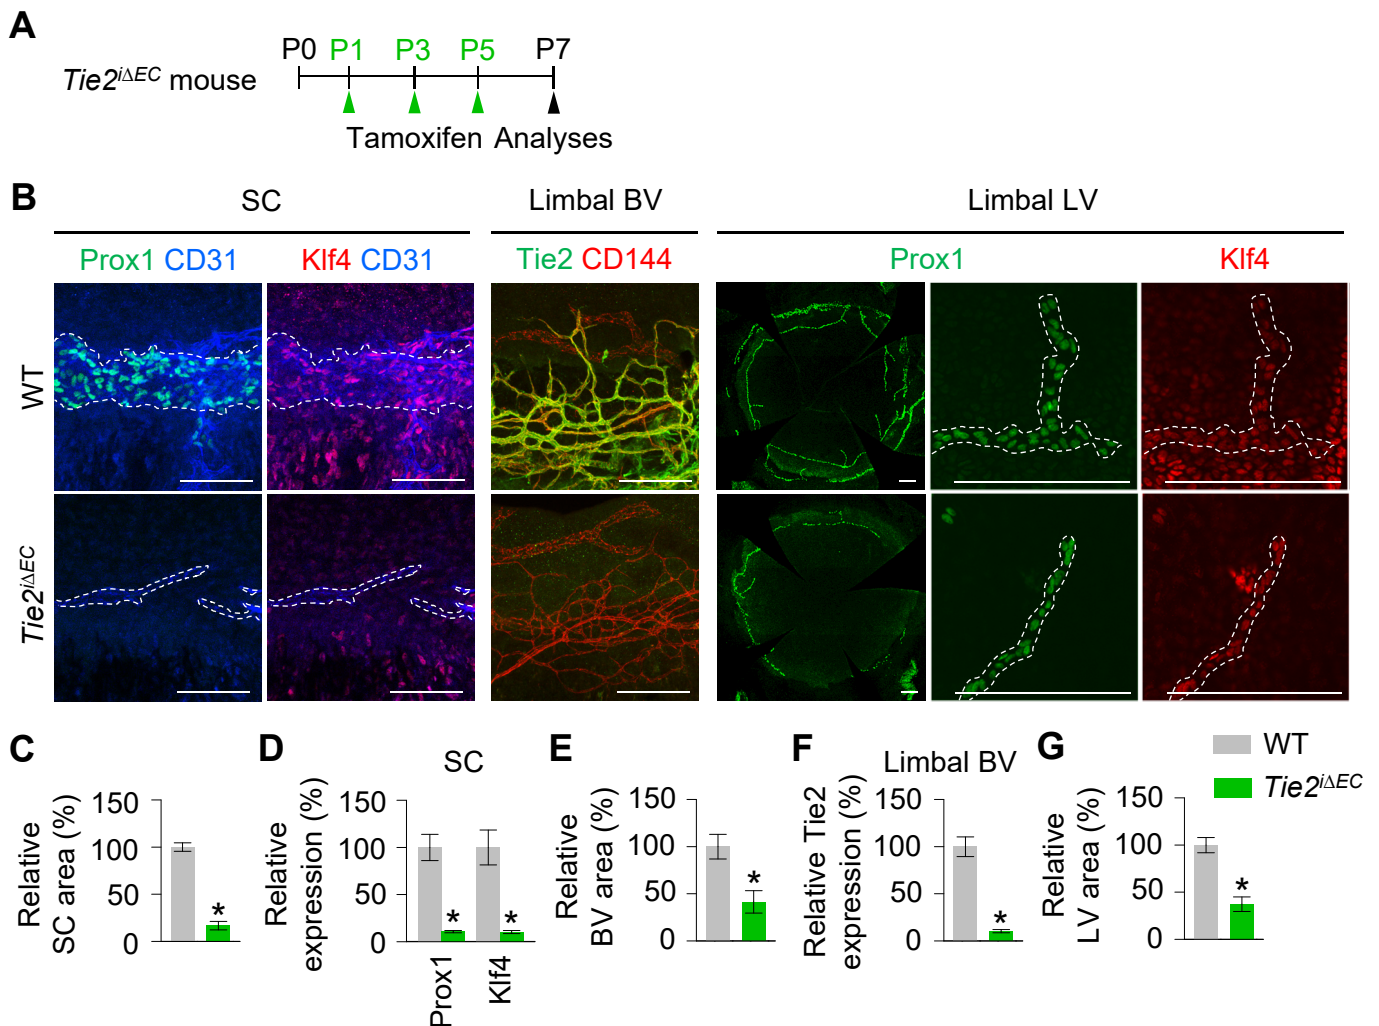 A
P0 P1 P3 P5 P7
Tie2iΔEC mouse
Tamoxifen Analyses
B
SC
Limbal BV
Limbal LV
Prox1 CD31
Klf4 CD31
Tie2 CD144
Prox1
Klf4
WT
Tie2iΔEC
C
Relative
SC area (%)
150
100
50
0
*
D
SC
Relative
expression (%)
150
100
50
0
*
*
Prox1
Klf4
E
Relative
BV area (%)
150
100
50
0
*
F
Limbal BV
Relative Tie2
expression (%)
150
100
50
0
*
G
Relative
LV area (%)
150
100
50
0
*
WT
Tie2iΔEC